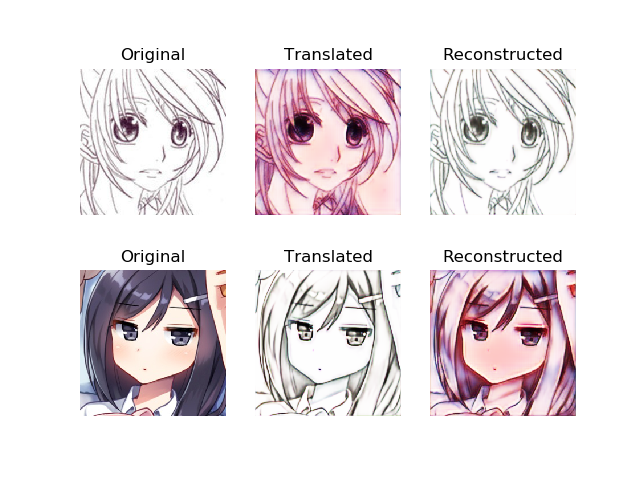 Original
Translated
Reconstructed
Original
Translated
Reconstructed